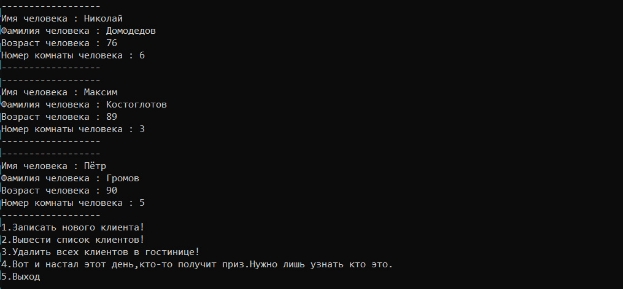 -----------------
Имя человека : Николай
Фамилия человека : Домодедов
Возраст человека : 76
Номер комнаты человека : 6
-----------------
-----------------
Имя человека : Максим
Фамилия человека : Костоглотов
Возраст человека : 89
Номер комнаты человека : 3
-----------------
-----------------
Имя человека : Пётр
Фамилия человека : Громов
Возраст человека : 90
Номер комнаты человека : 5
-----------------
1.Записать нового клиента!
2.Вывести список клиентов!
3.Удалить всех клиентов в гостинице!
4.Вот и настал этот день,кто-то получит приз.Нужно лишь узнать кто это.
5.Выход